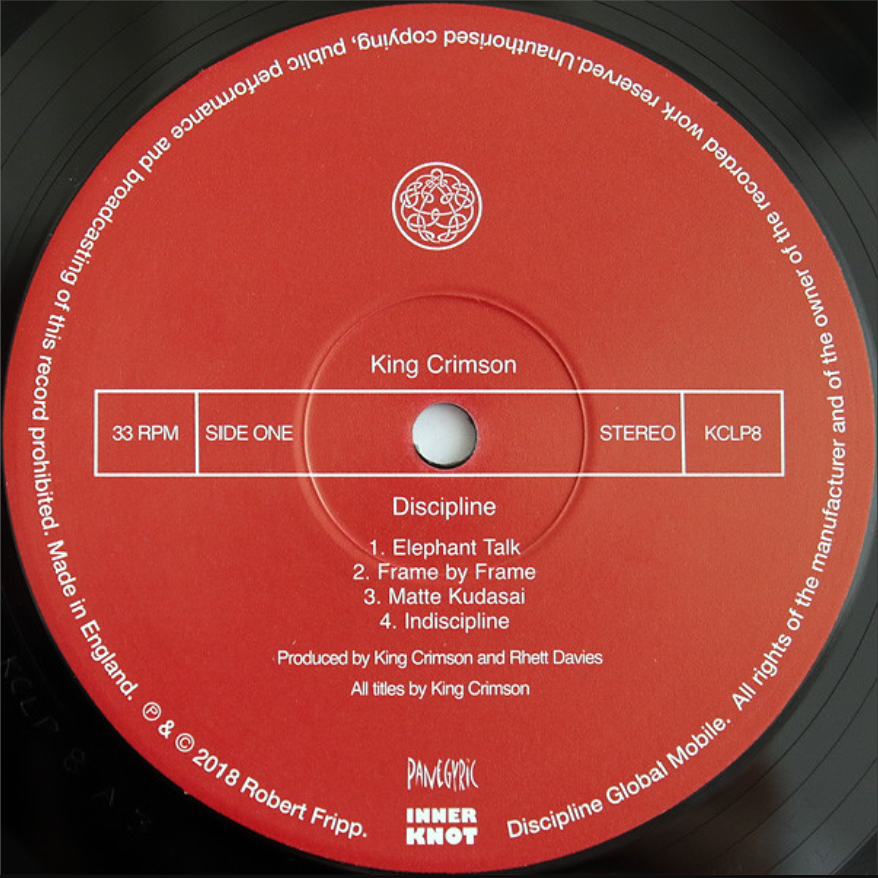 King Crimson
33 RPM SIDE ONE STEREO KCLP8
Discipline
1. Elephant Talk
2. Frame by Frame
3. Matte Kudasai
4. Indiscipline
Produced by King Crimson and Rhett Davies
All titles by King Crimson
PANEGYRIC
INNER
KNOT
Discipline Global Mobile. All rights of the manufacturer and of the owner of the recorded work reserved.Unauthorised copying, public performance and broadcasting of this record prohibited. Made in England. ℗ & © 2018 Robert Fripp.
KCLP 8 A